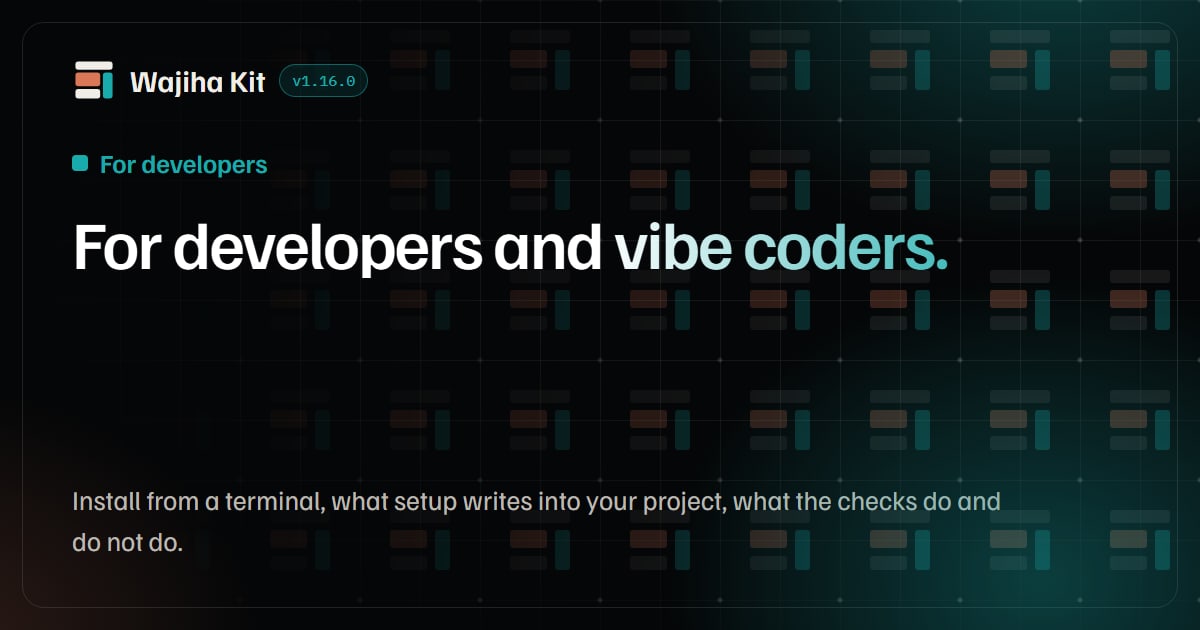 Wajiha Kit v1.16.0
For developers
For developers and vibe coders.
Install from a terminal, what setup writes into your project, what the checks do and
do not do.